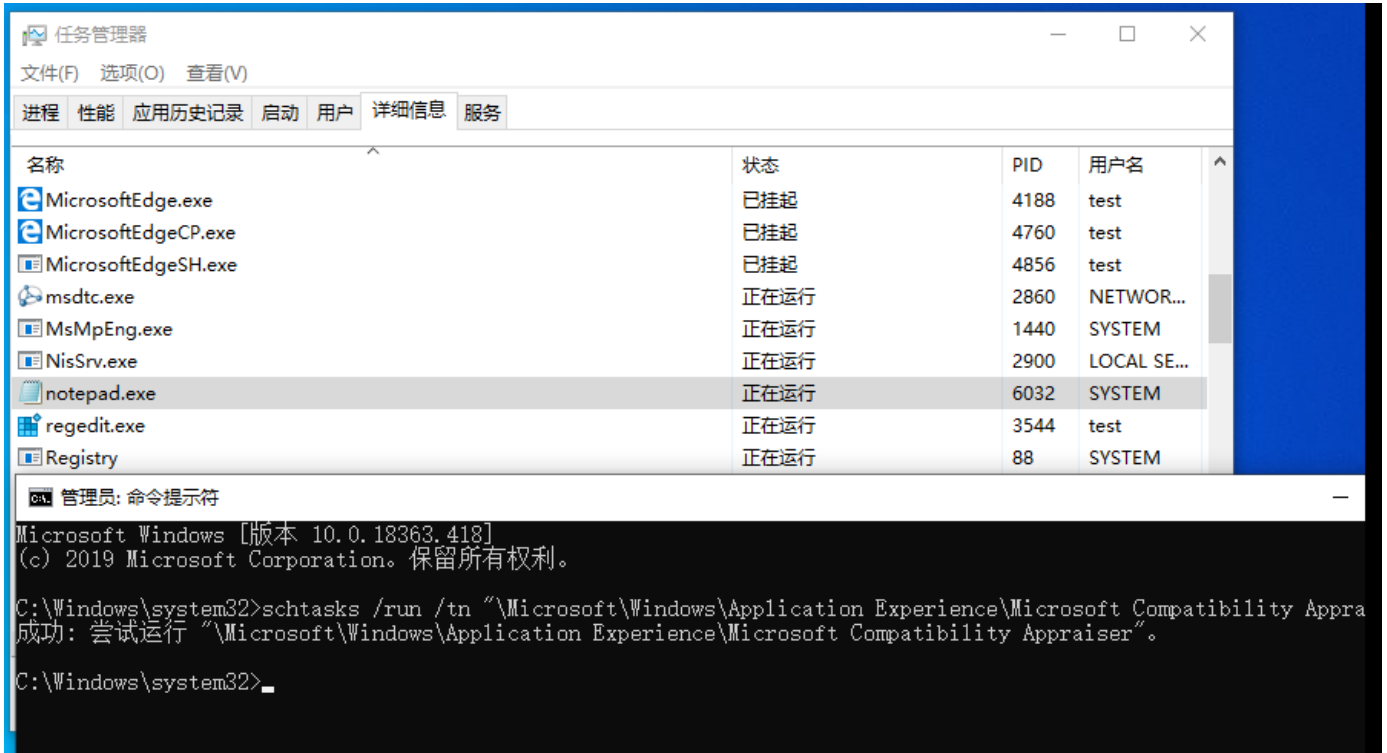 任务管理器
文件(F) 选项(O) 查看(V)
进程 性能 应用历史记录 启动 用户 详细信息 服务
名称 状态 PID 用户名
MicrosoftEdge.exe 已挂起 4188 test
MicrosoftEdgeCP.exe 已挂起 4760 test
MicrosoftEdgeSH.exe 已挂起 4856 test
msdtc.exe 正在运行 2860 NETWOR...
MsMpEng.exe 正在运行 1440 SYSTEM
NisSrv.exe 正在运行 2900 LOCAL SE...
notepad.exe 正在运行 6032 SYSTEM
regedit.exe 正在运行 3544 test
Registry 正在运行 88 SYSTEM
管理员: 命令提示符
Microsoft Windows [版本 10.0.18363.418]
(c) 2019 Microsoft Corporation。保留所有权利。
C:\Windows\system32>schtasks /run /tn "\Microsoft\Windows\Application Experience\Microsoft Compatibility Appra
成功: 尝试运行 "\Microsoft\Windows\Application Experience\Microsoft Compatibility Appraiser"。
C:\Windows\system32>